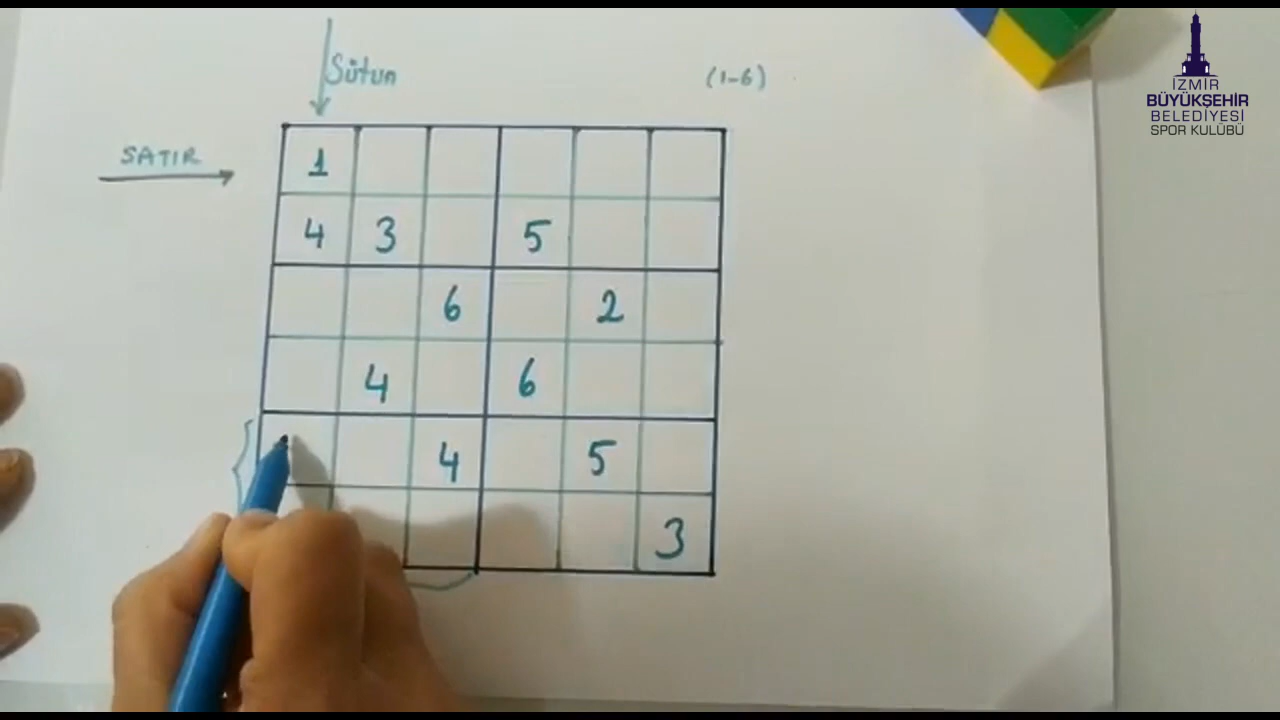 Sütun
(1-6)
SATIR
1
4 3 5
6 2
4 6
4 5
3
İZMİR
BÜYÜKŞEHİR
BELEDİYESİ
SPOR KULÜBÜ